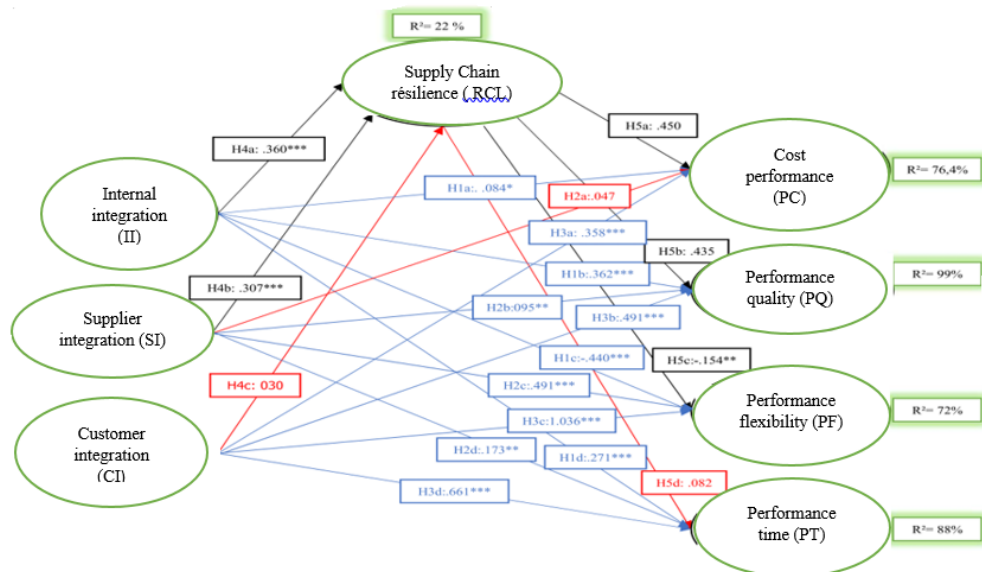 R²= 22 %
Supply Chain
résilience ( RCL)
H4a: .360***
H5a: .450
Internal
integration
(II)
H1a:. .084*
H2a:.047
Cost
performance
(PC)
R²= 76,4%
H3a: .358***
H5b: .435
H1b:.362***
H4b: .307***
Performance
quality (PQ)
R²= 99%
H2b:095**
H3b:.491***
Supplier
integration (SI)
H1c:-.440***
H5c:-.154**
H4c: 030
H2c:.491***
Performance
flexibility (PF)
R²= 72%
H3c:1.036***
Customer
integration
(CI)
H2d:.173**
H1d:.271***
H3d:.661***
H5d: .082
Performance
time (PT)
R²= 88%